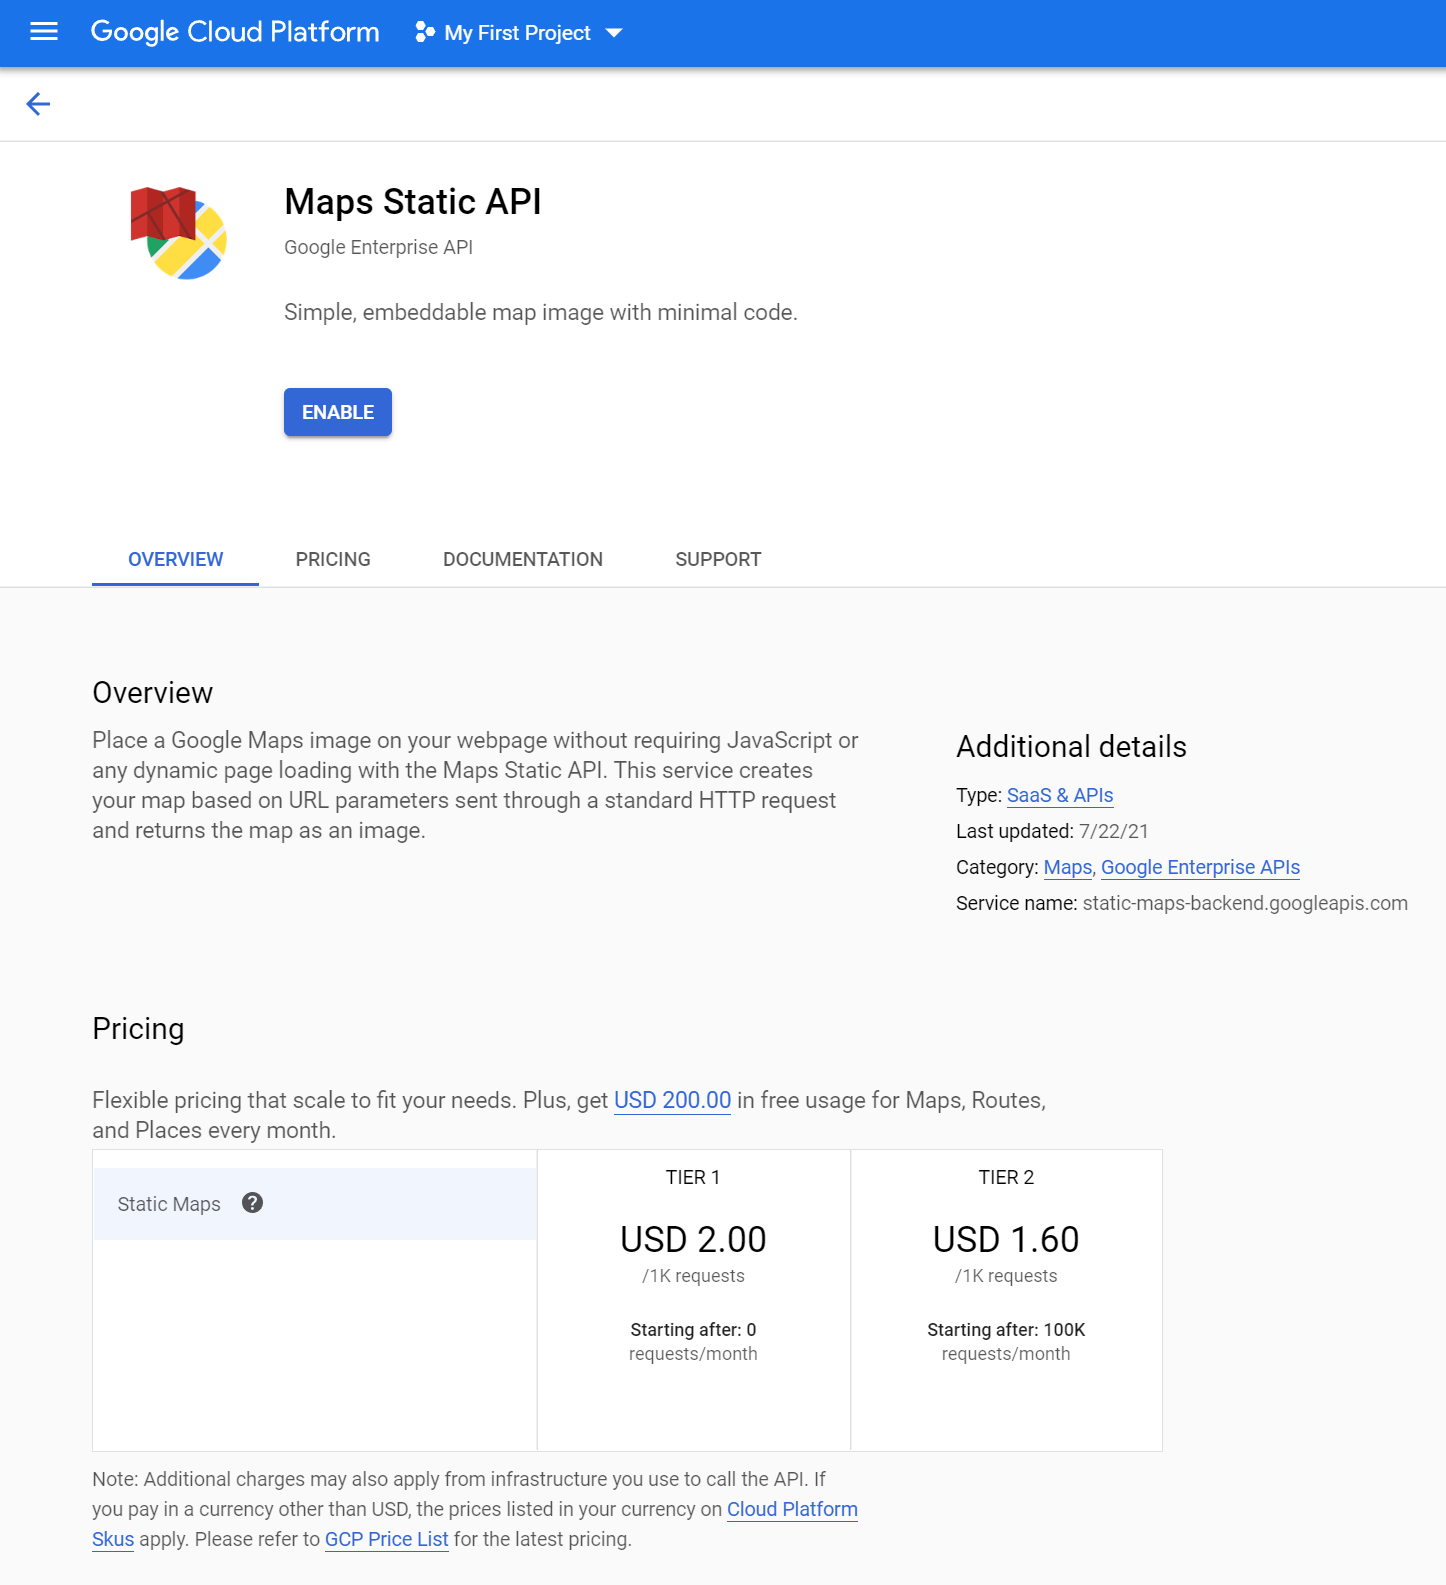 Google Cloud Platform My First Project
Maps Static API
Google Enterprise API
Simple, embeddable map image with minimal code.
ENABLE
OVERVIEW PRICING DOCUMENTATION SUPPORT
Overview
Place a Google Maps image on your webpage without requiring JavaScript or
any dynamic page loading with the Maps Static API. This service creates
your map based on URL parameters sent through a standard HTTP request
and returns the map as an image.
Additional details
Type: SaaS & APIs
Last updated: 7/22/21
Category: Maps, Google Enterprise APIs
Service name: static-maps-backend.googleapis.com
Pricing
Flexible pricing that scale to fit your needs. Plus, get USD 200.00 in free usage for Maps, Routes,
and Places every month.
Static Maps ?
TIER 1
USD 2.00
/1K requests
Starting after: 0
requests/month
TIER 2
USD 1.60
/1K requests
Starting after: 100K
requests/month
Note: Additional charges may also apply from infrastructure you use to call the API. If
you pay in a currency other than USD, the prices listed in your currency on Cloud Platform
Skus apply. Please refer to GCP Price List for the latest pricing.